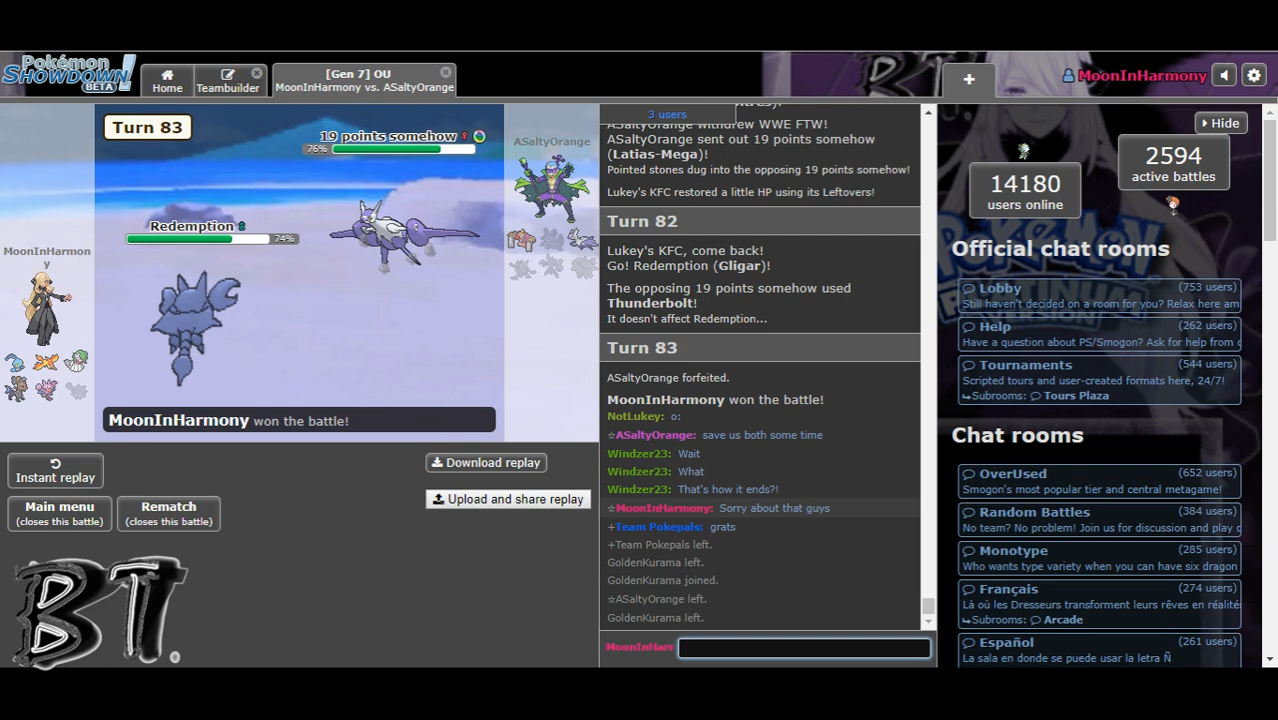 Pokémon
SHOWDOWN!
BETA
Home
Teambuilder
[Gen 7] OU
MoonInHarmony vs. ASaltyOrange
+
MoonInHarmony
Turn 83
19 points somehow
76%
Redemption
74%
MoonInHarmon
y
ASaltyOrange
MoonInHarmony won the battle!
Instant replay
Download replay
Upload and share replay
Main menu
(closes this battle)
Rematch
(closes this battle)
BT.
3 users
ASaltyOrange withdrew WWE FTW!
ASaltyOrange sent out 19 points somehow
(Latias-Mega)!
Pointed stones dug into the opposing 19 points somehow!
Lukey's KFC restored a little HP using its Leftovers!
Turn 82
Lukey's KFC, come back!
Go! Redemption (Gligar)!
The opposing 19 points somehow used
Thunderbolt!
It doesn't affect Redemption...
Turn 83
ASaltyOrange forfeited.
MoonInHarmony won the battle!
NotLukey: o:
☆ASaltyOrange: save us both some time
Windzer23: Wait
Windzer23: What
Windzer23: That's how it ends?!
☆MoonInHarmony: Sorry about that guys
+Team Pokepals: grats
+Team Pokepals left.
GoldenKurama left.
GoldenKurama joined.
☆ASaltyOrange left.
GoldenKurama left.
MoonInHarr
Hide
14180
users online
2594
active battles
Official chat rooms
Lobby (753 users)
Still haven't decided on a room for you? Relax here am
Help (262 users)
Have a question about PS/Smogon? Ask for help from c
Tournaments (544 users)
Scripted tours and user-created formats here, 24/7!
↳Subrooms: Tours Plaza
Chat rooms
OverUsed (652 users)
Smogon's most popular tier and central metagame!
Random Battles (384 users)
No team? No problem! Join us for discussion and play c
Monotype (285 users)
Who wants type variety when you can have six dragon
Français (274 users)
Là où les Dresseurs transforment leurs rêves en réalité
↳Subrooms: Arcade
Español (261 users)
La sala en donde se puede usar la letra Ñ